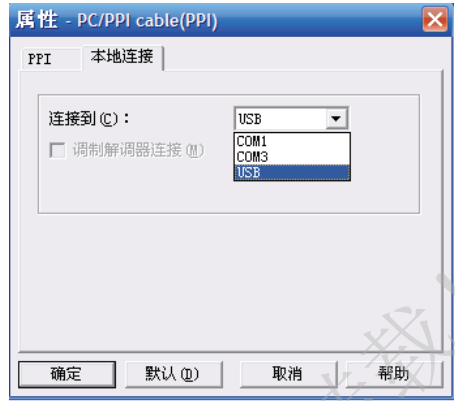 属性 - PC/PPI cable(PPI)
PPI 本地连接
连接到(C)： USB
COM1
调制解调器连接(M) COM3
USB
确定 默认(D) 取消 帮助